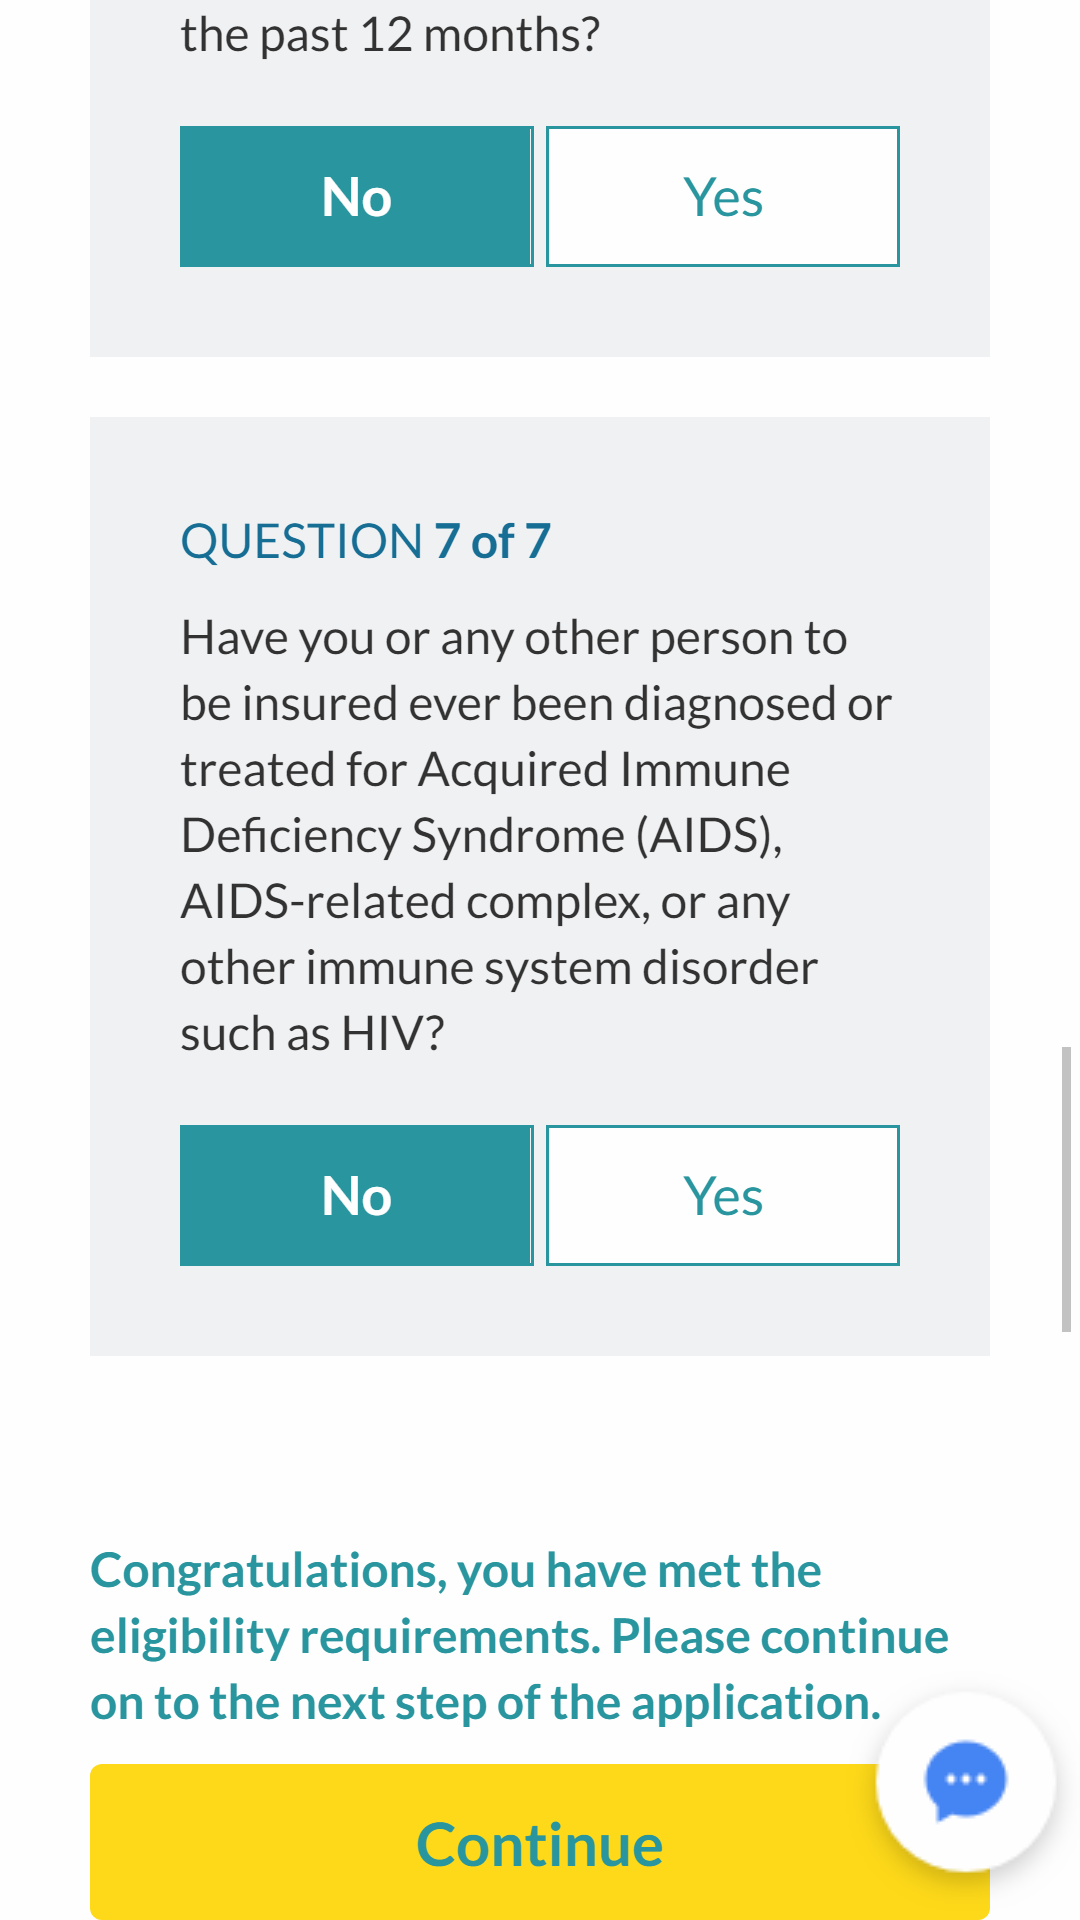 the past 12 months?
No
Yes
QUESTION 7 of 7
Have you or any other person to
be insured ever been diagnosed or
treated for Acquired Immune
Deficiency Syndrome (AIDS),
AIDS-related complex, or any
other immune system disorder
such as HIV?
No
Yes
Congratulations, you have met the
eligibility requirements. Please continue
on to the next step of the application.
Continue